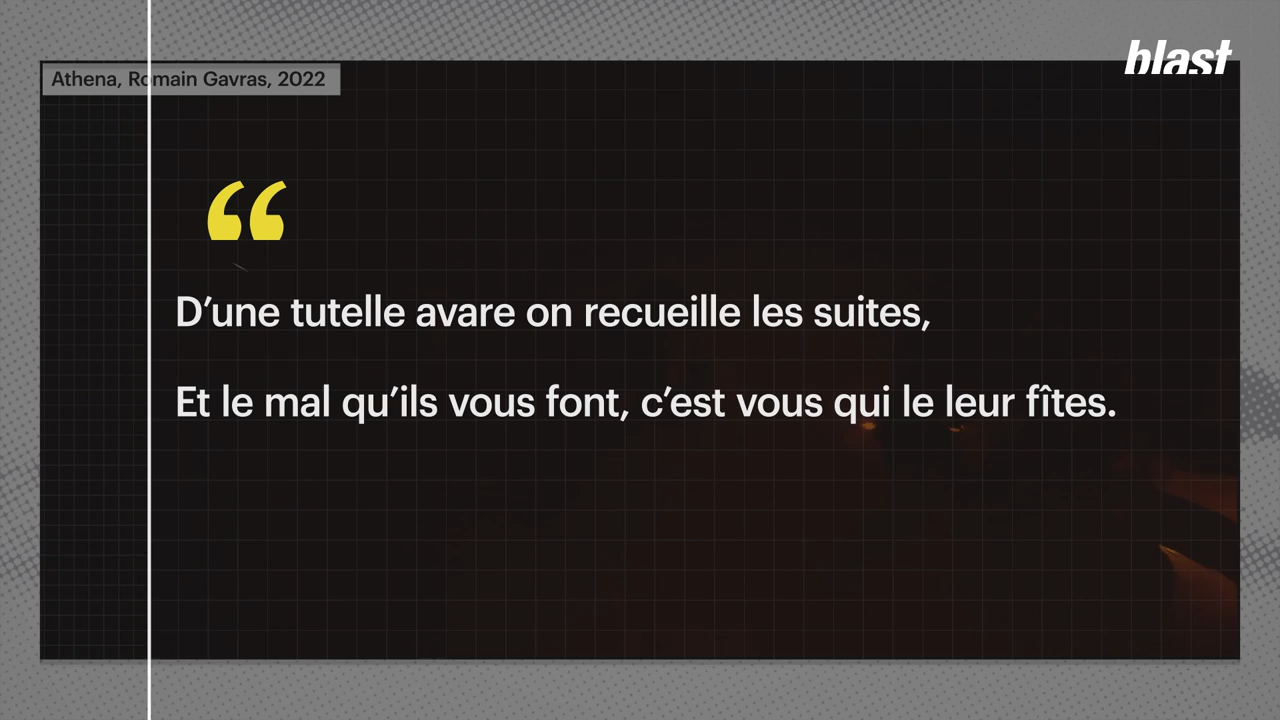 blast
Athena, Romain Gavras, 2022
“
D’une tutelle avare on recueille les suites,
Et le mal qu’ils vous font, c’est vous qui le leur fîtes.